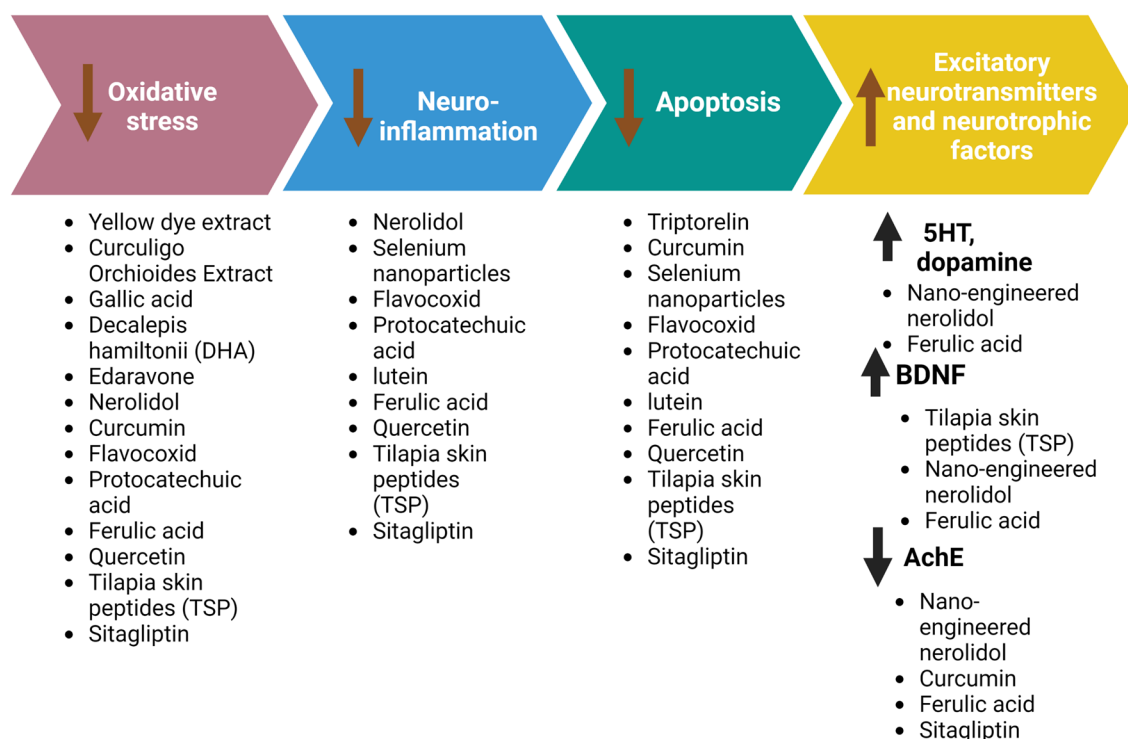 Oxidative
stress
Neuro-
inflammation
Apoptosis
Excitatory
neurotransmitters
and neurotrophic
factors
• Yellow dye extract
• Curculigo
Orchioides Extract
• Gallic acid
• Decalepis
hamiltonii (DHA)
• Edaravone
• Nerolidol
• Curcumin
• Flavocoxid
• Protocatechuic
acid
• Ferulic acid
• Quercetin
• Tilapia skin
peptides (TSP)
• Sitagliptin
• Nerolidol
• Selenium
nanoparticles
• Flavocoxid
• Protocatechuic
acid
• lutein
• Ferulic acid
• Quercetin
• Tilapia skin
peptides
(TSP)
• Sitagliptin
• Triptorelin
• Curcumin
• Selenium
nanoparticles
• Flavocoxid
• Protocatechuic
acid
• lutein
• Ferulic acid
• Quercetin
• Tilapia skin
peptides
(TSP)
• Sitagliptin
5HT,
dopamine
• Nano-engineered
nerolidol
• Ferulic acid
BDNF
• Tilapia skin
peptides (TSP)
• Nano-engineered
nerolidol
• Ferulic acid
AchE
• Nano-
engineered
nerolidol
• Curcumin
• Ferulic acid
• Sitagliptin